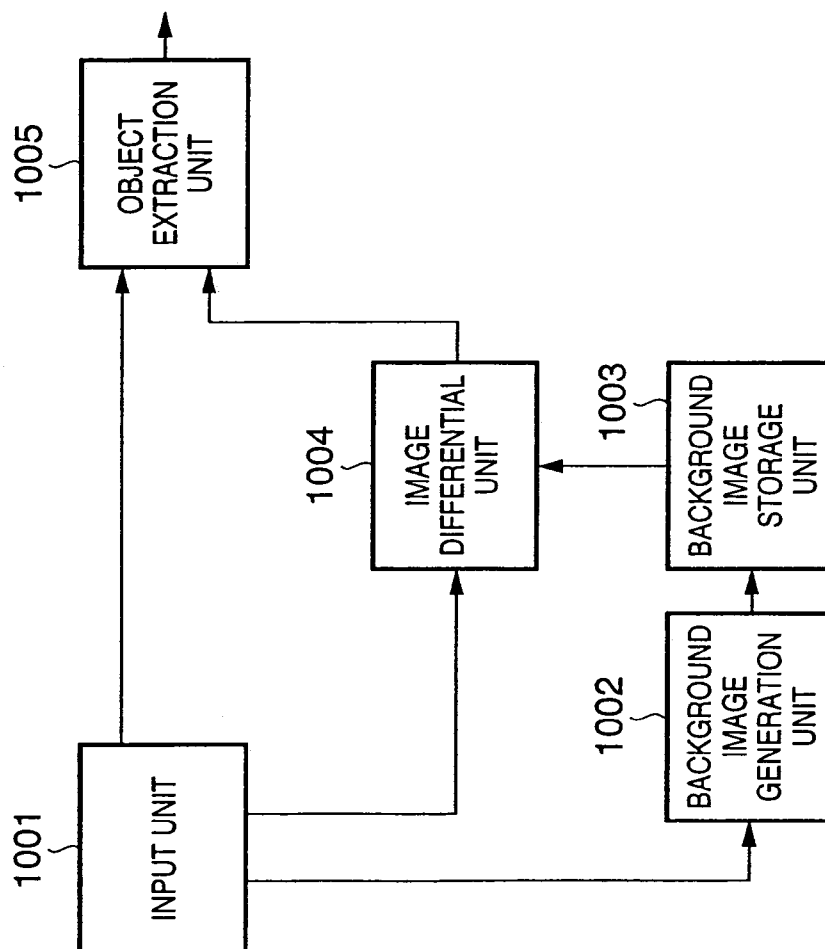 1001
INPUT UNIT
1002
BACKGROUND
IMAGE
GENERATION
UNIT
1003
BACKGROUND
IMAGE
STORAGE
UNIT
1004
IMAGE
DIFFERENTIAL
UNIT
1005
OBJECT
EXTRACTION
UNIT